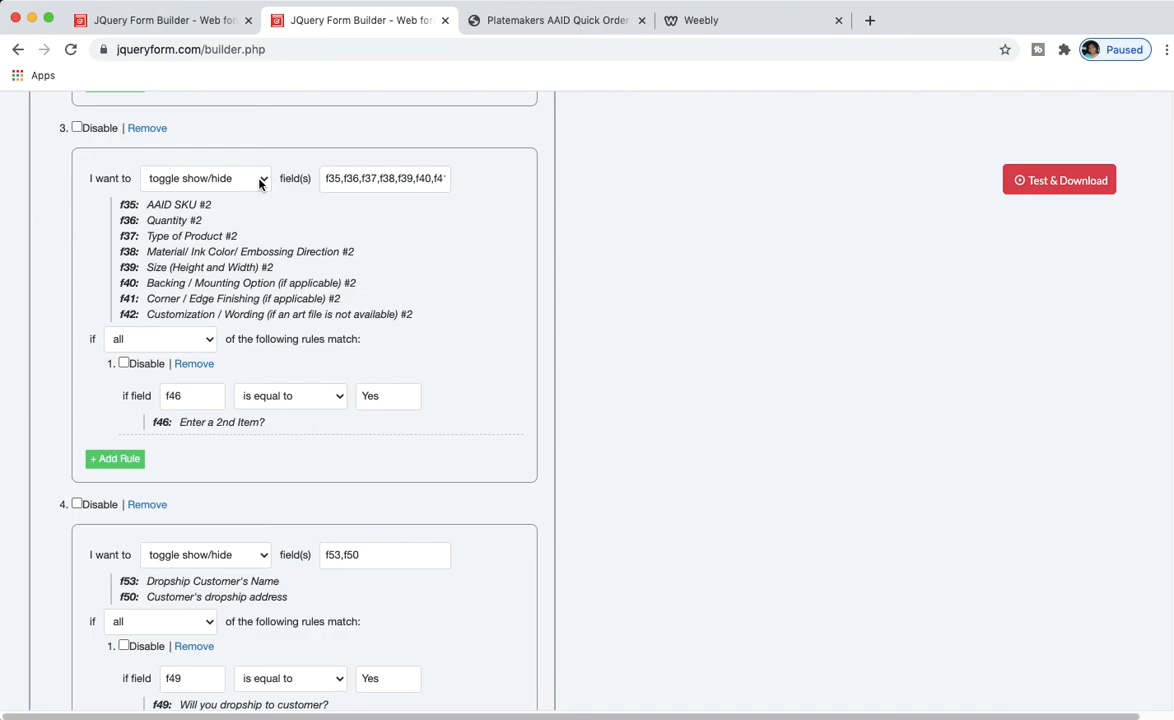 JQuery Form Builder - Web for
JQuery Form Builder - Web for
Platemakers AAID Quick Order
Weebly
jqueryform.com/builder.php
Paused
Apps
3. Disable | Remove
I want to toggle show/hide field(s) f35,f36,f37,f38,f39,f40,f4
Test & Download
f35: AAID SKU #2
f36: Quantity #2
f37: Type of Product #2
f38: Material/ Ink Color/ Embossing Direction #2
f39: Size (Height and Width) #2
f40: Backing / Mounting Option (if applicable) #2
f41: Corner / Edge Finishing (if applicable) #2
f42: Customization / Wording (if an art file is not available) #2
if all of the following rules match:
1. Disable | Remove
if field f46 is equal to Yes
f46: Enter a 2nd Item?
+ Add Rule
4. Disable | Remove
I want to toggle show/hide field(s) f53,f50
f53: Dropship Customer's Name
f50: Customer's dropship address
if all of the following rules match:
1. Disable | Remove
if field f49 is equal to Yes
f49: Will you dropship to customer?